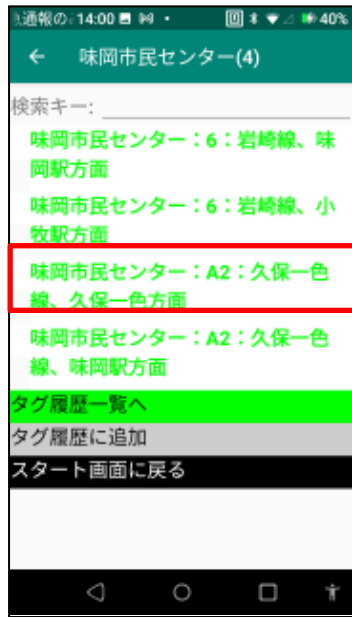 通報の 14:00 40%
← 味岡市民センター(4)
検索キー:
味岡市民センター：6：岩崎線、味
岡駅方面
味岡市民センター：6：岩崎線、小
牧駅方面
味岡市民センター：A2：久保一色
線、久保一色方面
味岡市民センター：A2：久保一色
線、味岡駅方面
タグ履歴一覧へ
タグ履歴に追加
スタート画面に戻る